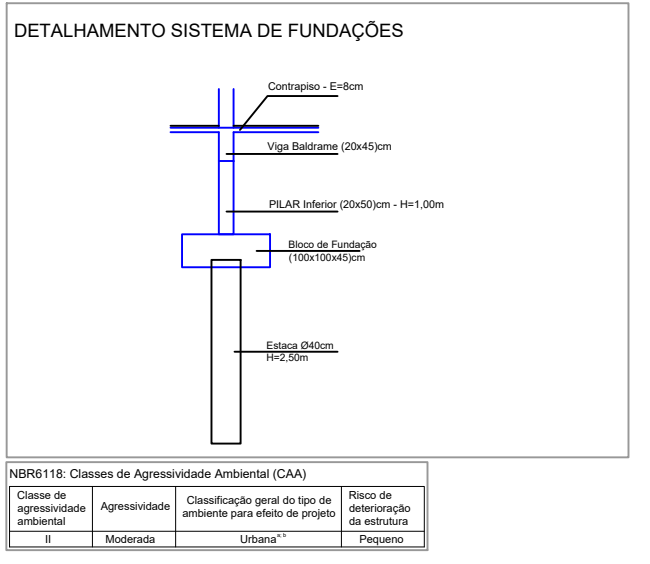 DETALHAMENTO SISTEMA DE FUNDAÇÕES
Contrapiso - E=8cm
Viga Baldrame (20x45)cm
PILAR Inferior (20x50)cm - H=1,00m
Bloco de Fundação
(100x100x45)cm
Estaca Ø40cm
H=2,50m
NBR6118: Classes de Agressividade Ambiental (CAA)
Classe de
agressividade
ambiental
Agressividade
Classificação geral do tipo de
ambiente para efeito de projeto
Risco de
deterioração
da estrutura
II
Moderada
Urbana a; b
Pequeno